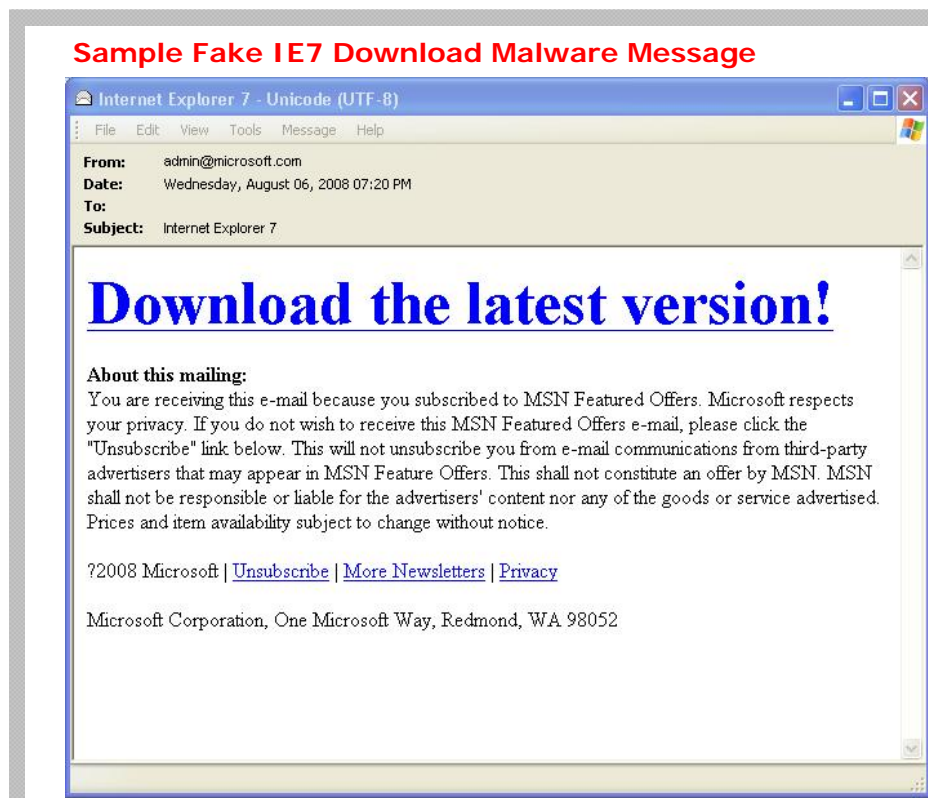 Sample Fake IE7 Download Malware Message
Internet Explorer 7 - Unicode (UTF-8)
File Edit View Tools Message Help
From: admin@microsoft.com
Date: Wednesday, August 06, 2008 07:20 PM
To:
Subject: Internet Explorer 7
Download the latest version!
About this mailing:
You are receiving this e-mail because you subscribed to MSN Featured Offers. Microsoft respects
your privacy. If you do not wish to receive this MSN Featured Offers e-mail, please click the
"Unsubscribe" link below. This will not unsubscribe you from e-mail communications from third-party
advertisers that may appear in MSN Feature Offers. This shall not constitute an offer by MSN. MSN
shall not be responsible or liable for the advertisers' content nor any of the goods or service advertised.
Prices and item availability subject to change without notice.
?2008 Microsoft | Unsubscribe | More Newsletters | Privacy
Microsoft Corporation, One Microsoft Way, Redmond, WA 98052